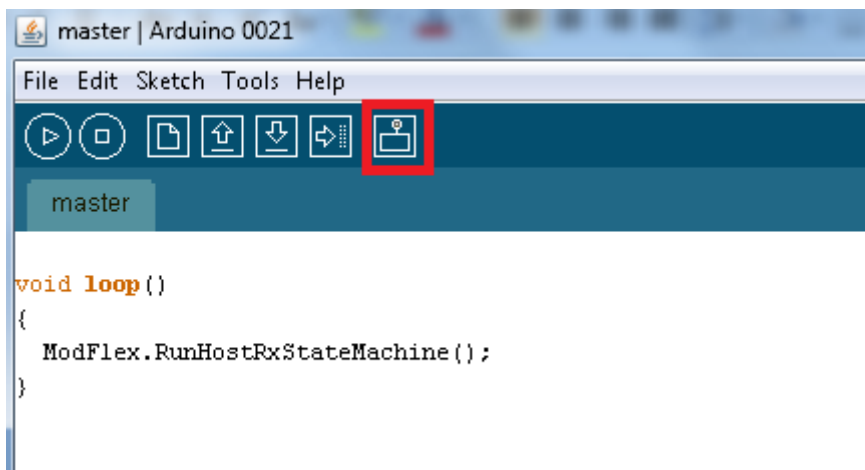 master | Arduino 0021
File Edit Sketch Tools Help
master
void loop()
{
  ModFlex.RunHostRxStateMachine();
}